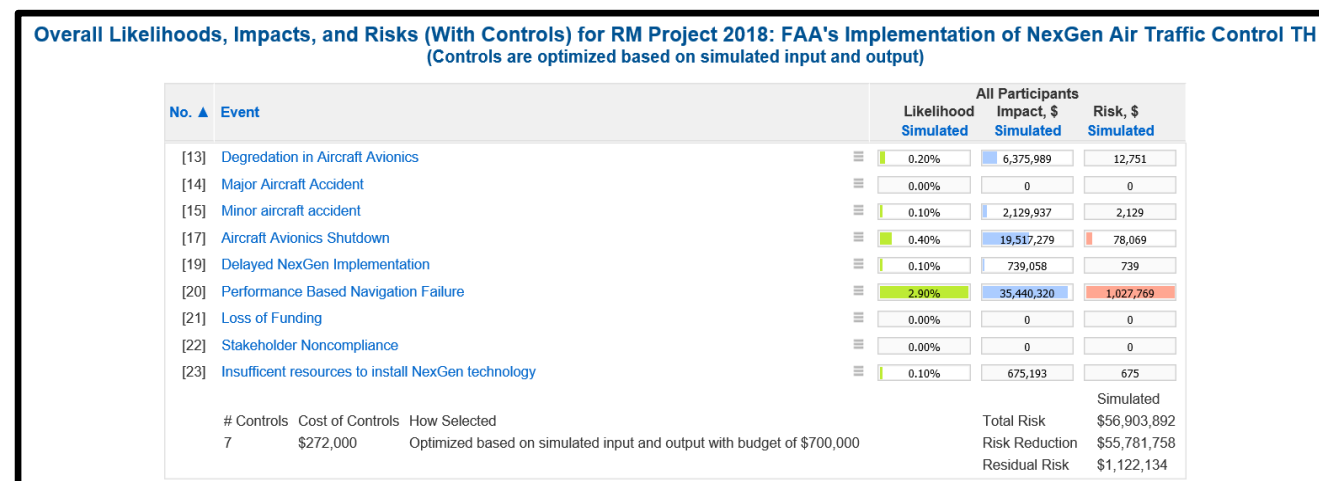 Overall Likelihoods, Impacts, and Risks (With Controls) for RM Project 2018: FAA's Implementation of NexGen Air Traffic Control TH
(Controls are optimized based on simulated input and output)
All Participants
No. ▲ Event Likelihood Impact, $ Risk, $
Simulated Simulated Simulated
[13] Degredation in Aircraft Avionics 0.20% 6,375,989 12,751
[14] Major Aircraft Accident 0.00% 0 0
[15] Minor aircraft accident 0.10% 2,129,937 2,129
[17] Aircraft Avionics Shutdown 0.40% 19,517,279 78,069
[19] Delayed NexGen Implementation 0.10% 739,058 739
[20] Performance Based Navigation Failure 2.90% 35,440,320 1,027,769
[21] Loss of Funding 0.00% 0 0
[22] Stakeholder Noncompliance 0.00% 0 0
[23] Insufficent resources to install NexGen technology 0.10% 675,193 675
Simulated
# Controls Cost of Controls How Selected Total Risk $56,903,892
7 $272,000 Optimized based on simulated input and output with budget of $700,000 Risk Reduction $55,781,758
Residual Risk $1,122,134